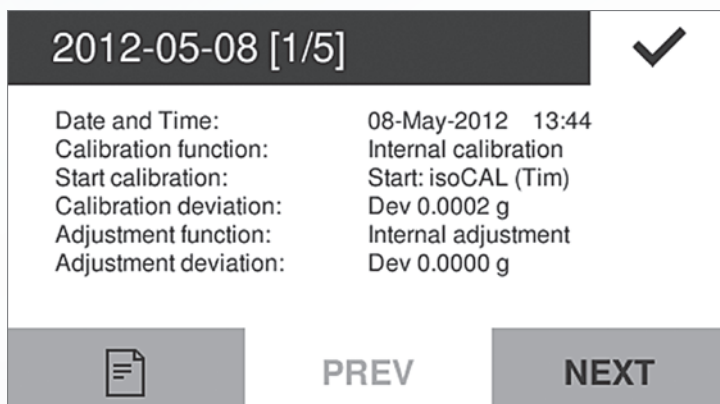 2012-05-08 [1/5]
Date and Time: 08-May-2012 13:44
Calibration function: Internal calibration
Start calibration: Start: isoCAL (Tim)
Calibration deviation: Dev 0.0002 g
Adjustment function: Internal adjustment
Adjustment deviation: Dev 0.0000 g
PREV NEXT